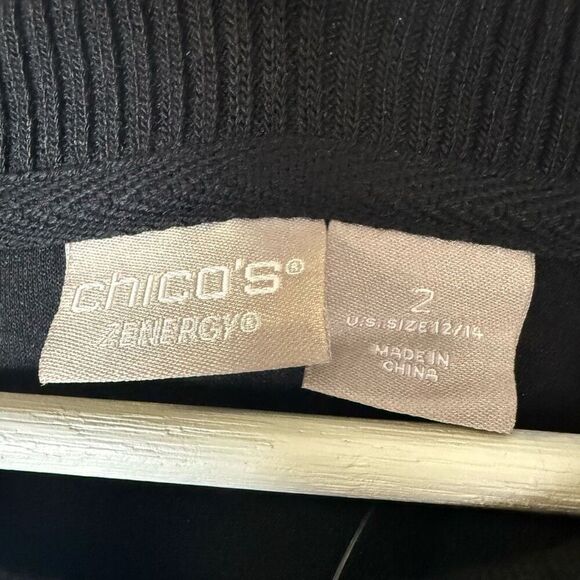 chico's®
ZENERGY®
2
U.S. SIZE 12/14
MADE IN
CHINA